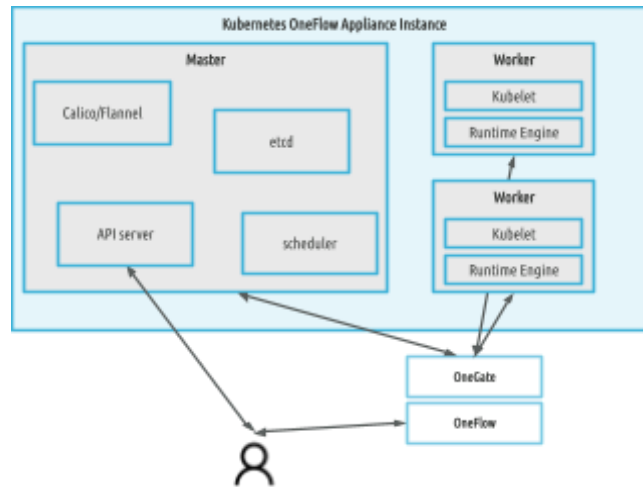 Kubernetes OneFlow Appliance Instance
Master
Calico/Flannel
etcd
API server
scheduler
Worker
Kubelet
Runtime Engine
Worker
Kubelet
Runtime Engine
OneGate
OneFlow